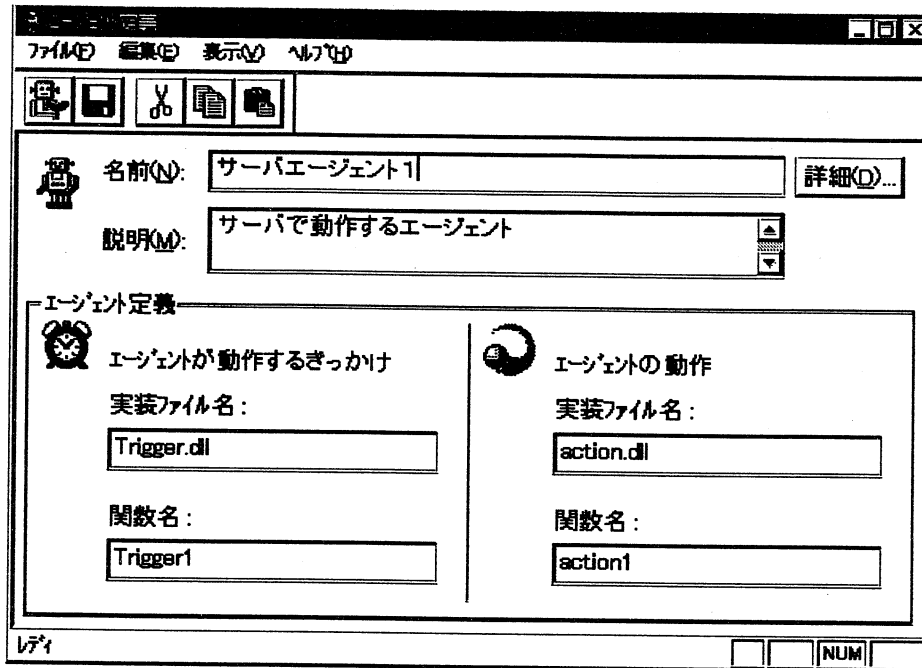 ファイル(F) 編集(E) 表示(V) ヘルプ(H)
名前(N): サーバエージェント1 詳細(D)...
説明(M): サーバで動作するエージェント
エージェント定義
エージェントが動作するきっかけ
実装ファイル名:
Trigger.dll
関数名:
Trigger1
エージェントの動作
実装ファイル名:
action.dll
関数名:
action1
レディ
NUM